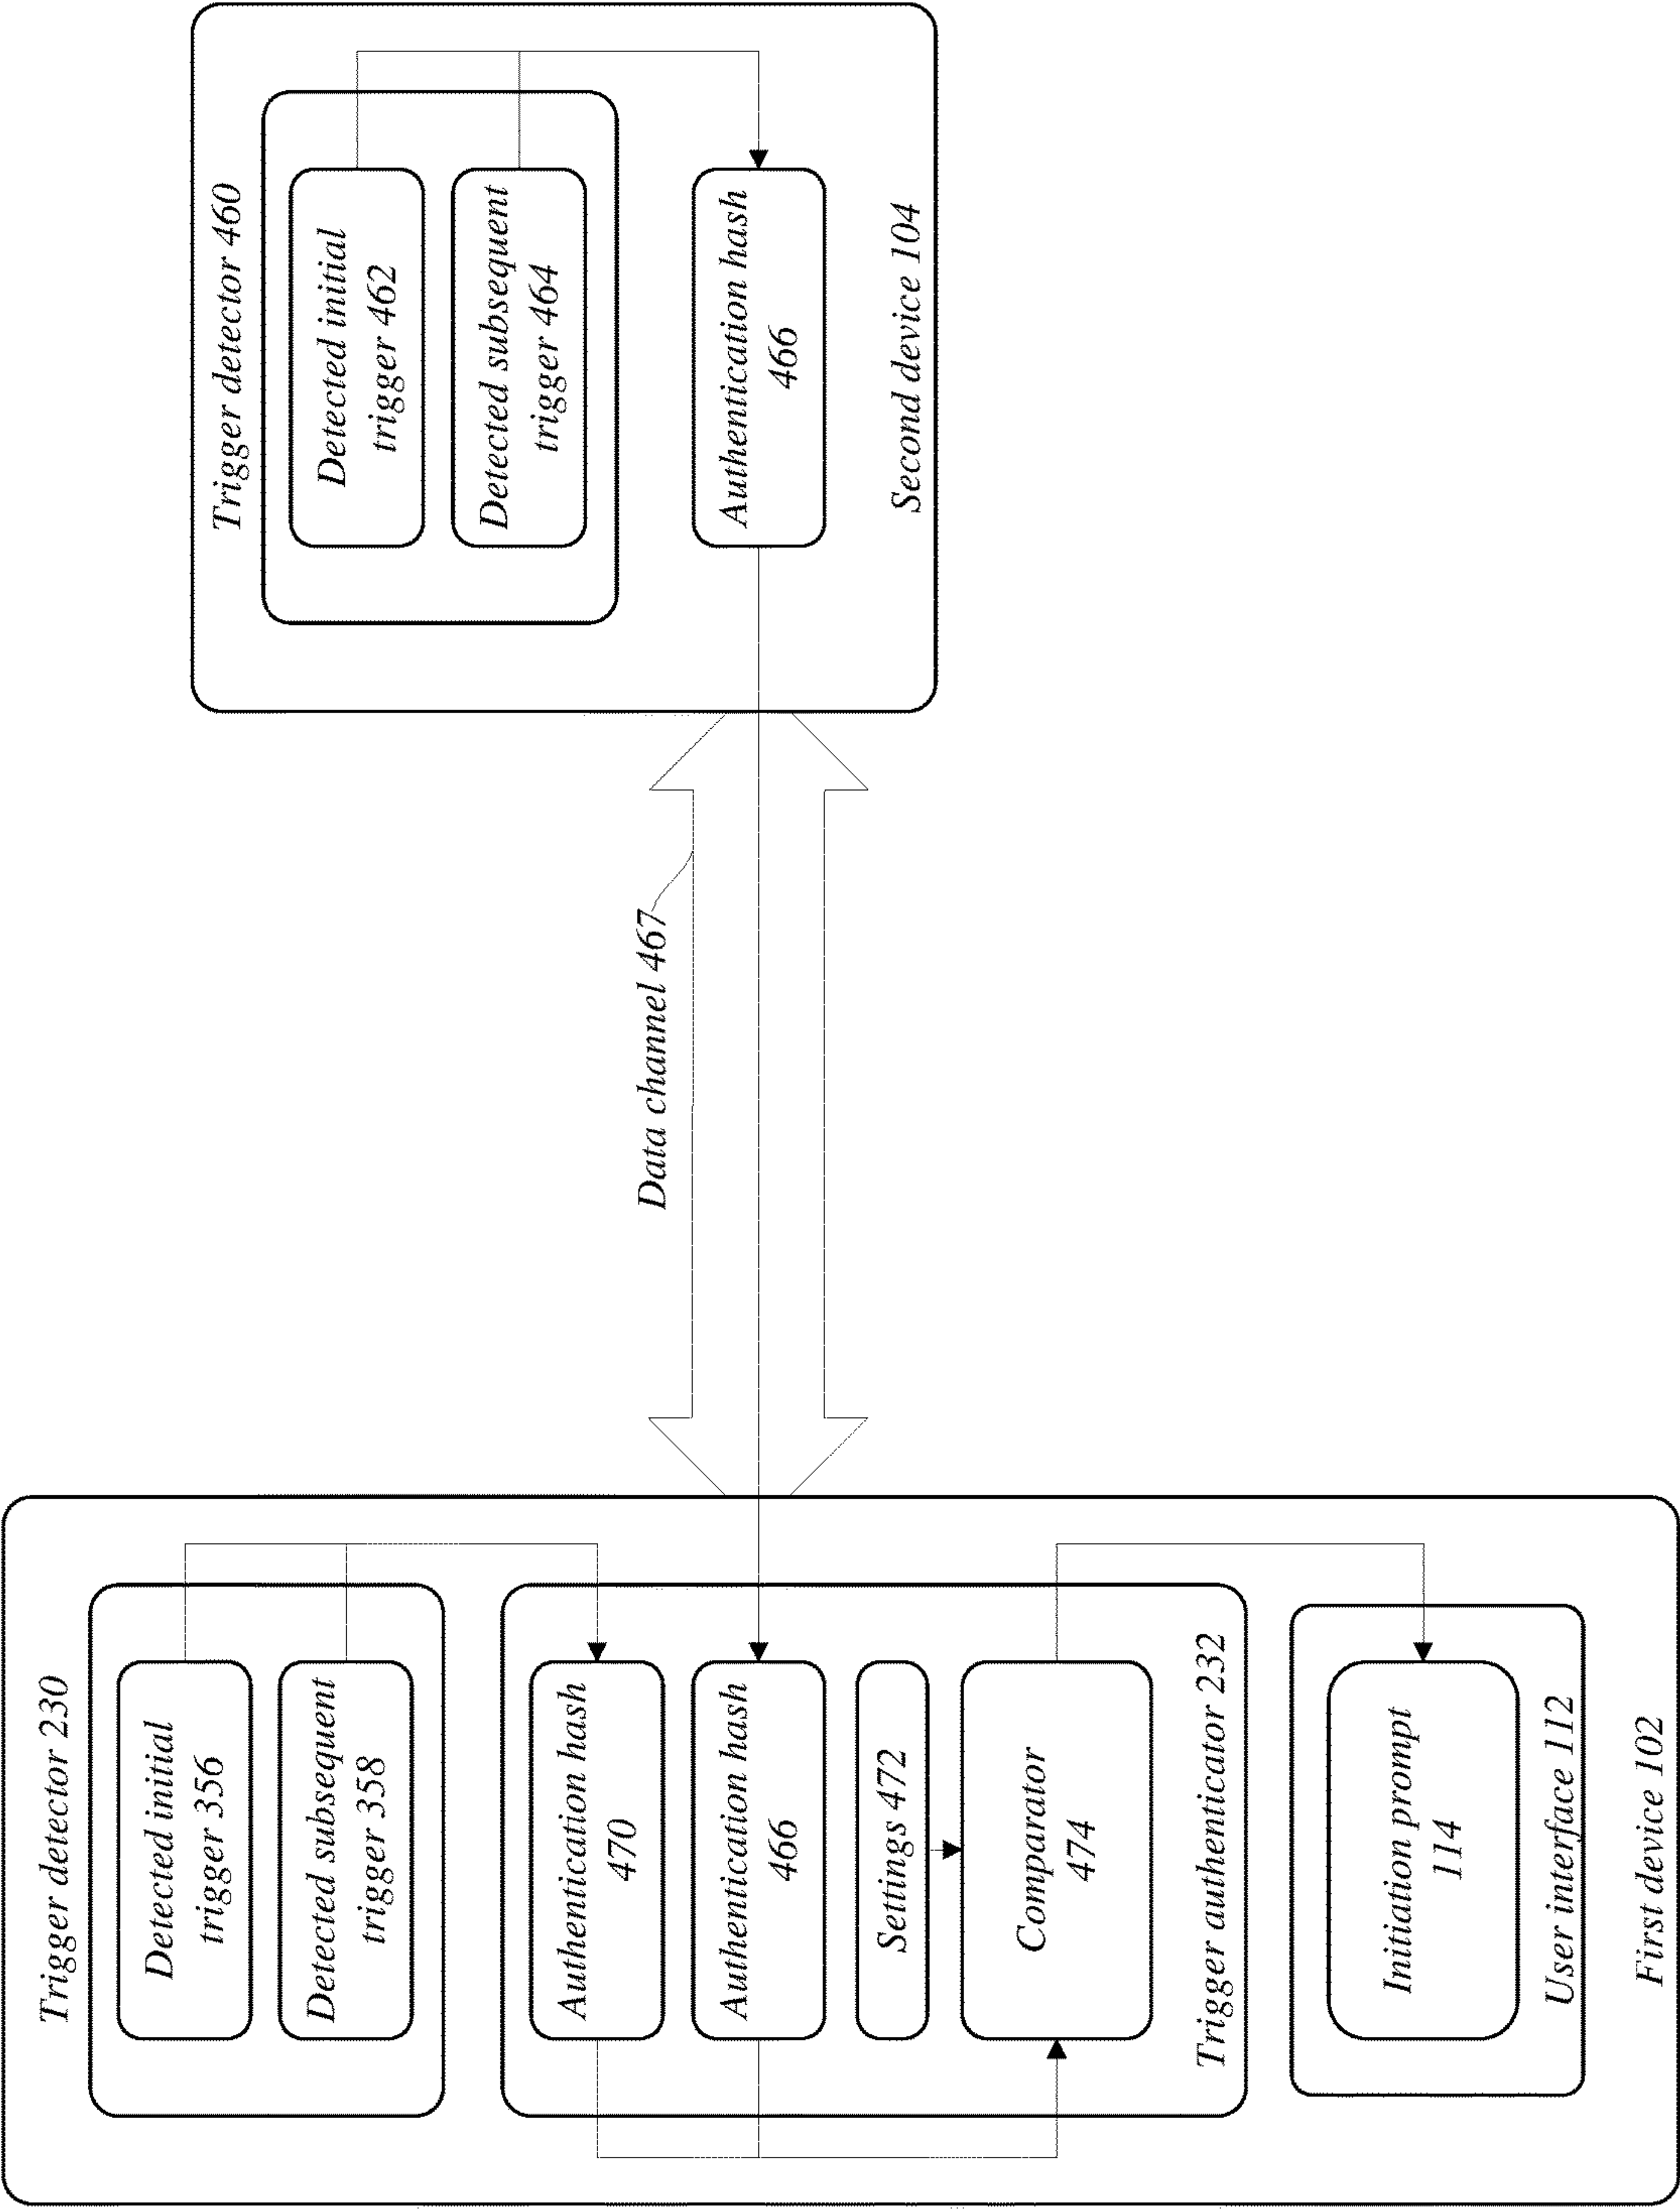 Trigger detector 230
Detected initial
trigger 356
Detected subsequent
trigger 358
Authentication hash
470
Authentication hash
466
Settings 472
Comparator
474
Trigger authenticator 232
Initiation prompt
114
User interface 112
First device 102
Data channel 467
Trigger detector 460
Detected initial
trigger 462
Detected subsequent
trigger 464
Authentication hash
466
Second device 104